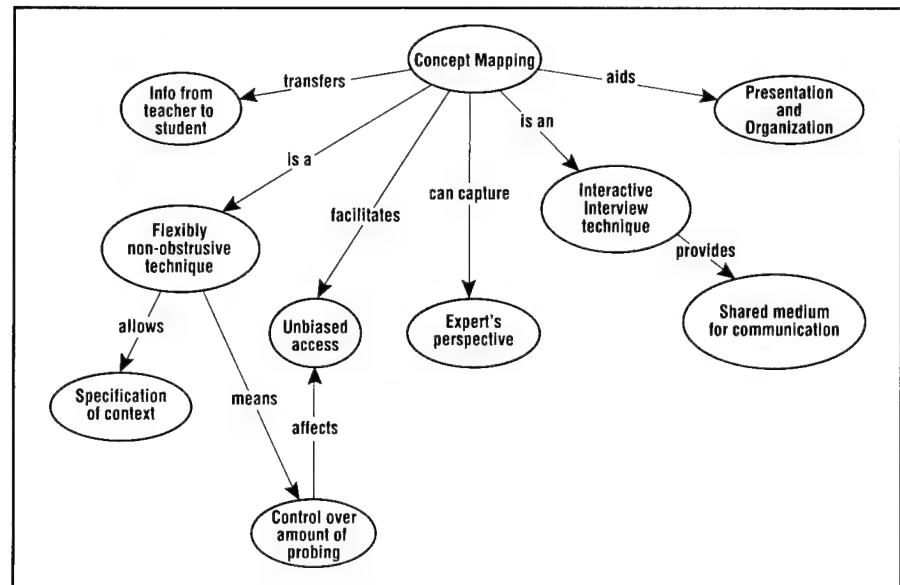 Concept Mapping
transfers
aids
Info from
teacher to
student
Presentation
and
Organization
is an
is a
can capture
Interactive
Interview
technique
facilitates
Flexibly
non-obstrusive
technique
provides
Unbiased
access
Expert's
perspective
Shared medium
for communication
allows
Specification
of context
means
affects
Control over
amount of
probing